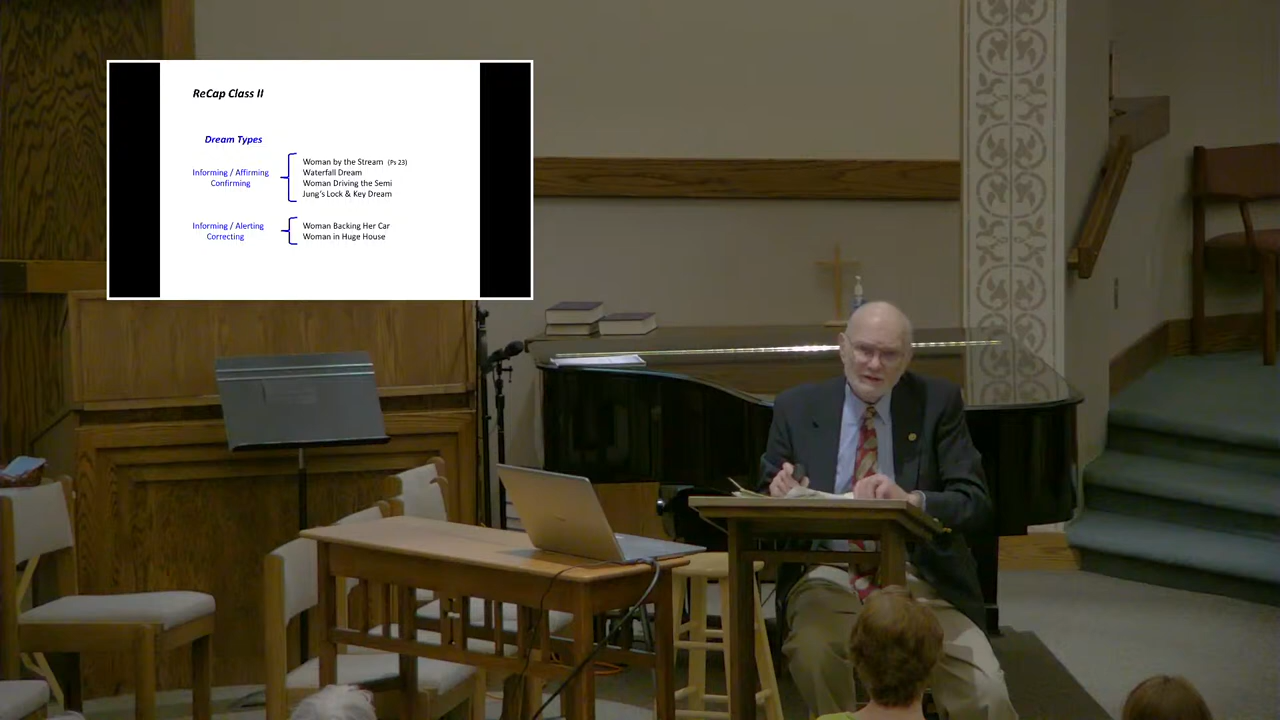 ReCap Class II
Dream Types
Informing / Affirming
Confirming
Woman by the Stream (Ps 23)
Waterfall Dream
Woman Driving the Semi
Jung's Lock & Key Dream
Informing / Alerting
Correcting
Woman Backing Her Car
Woman in Huge House